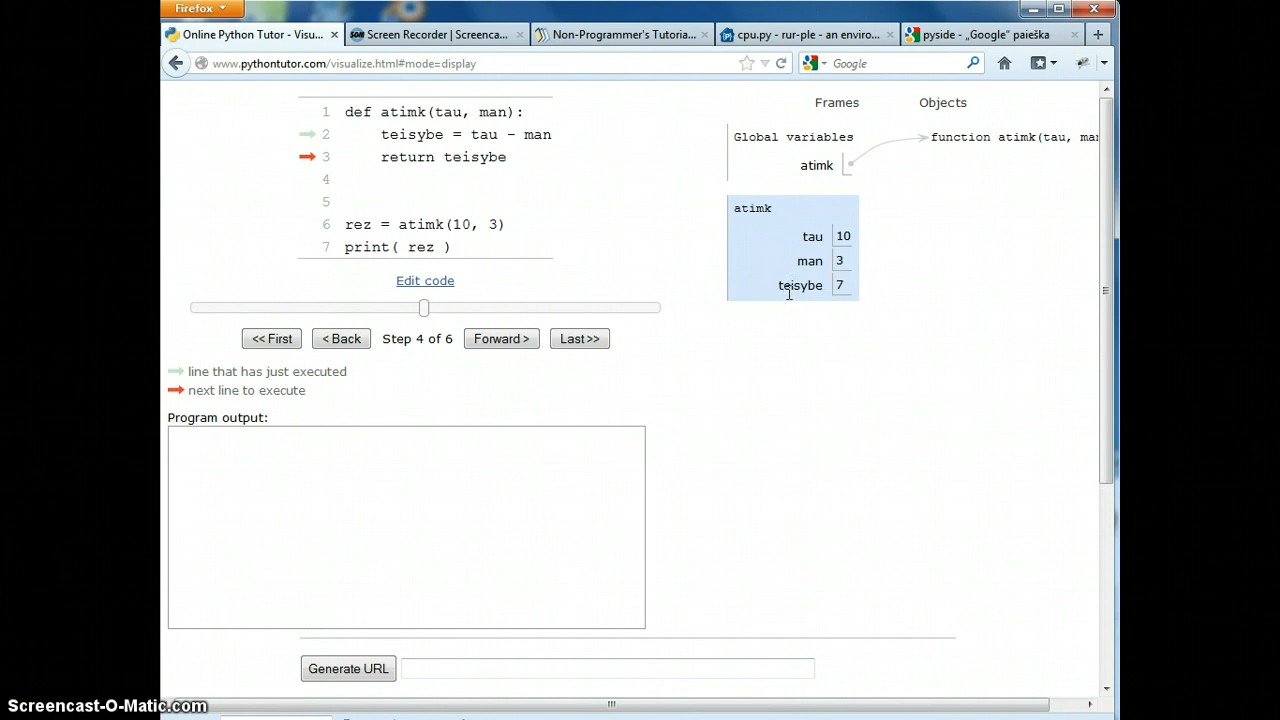 Firefox
Online Python Tutor - Visu...
Screen Recorder | Screenca...
Non-Programmer's Tutoria...
cpu.py - rur-ple - an enviro...
pyside - „Google“ paieška
www.pythontutor.com/visualize.html#mode=display
Google
1 def atimk(tau, man):
2 teisybe = tau - man
3 return teisybe
4
5
6 rez = atimk(10, 3)
7 print( rez )
Edit code
<< First
< Back
Step 4 of 6
Forward >
Last >>
line that has just executed
next line to execute
Program output:
Frames
Objects
Global variables
function atimk(tau, man
atimk
atimk
tau 10
man 3
teisybe 7
Generate URL
Screencast-O-Matic.com